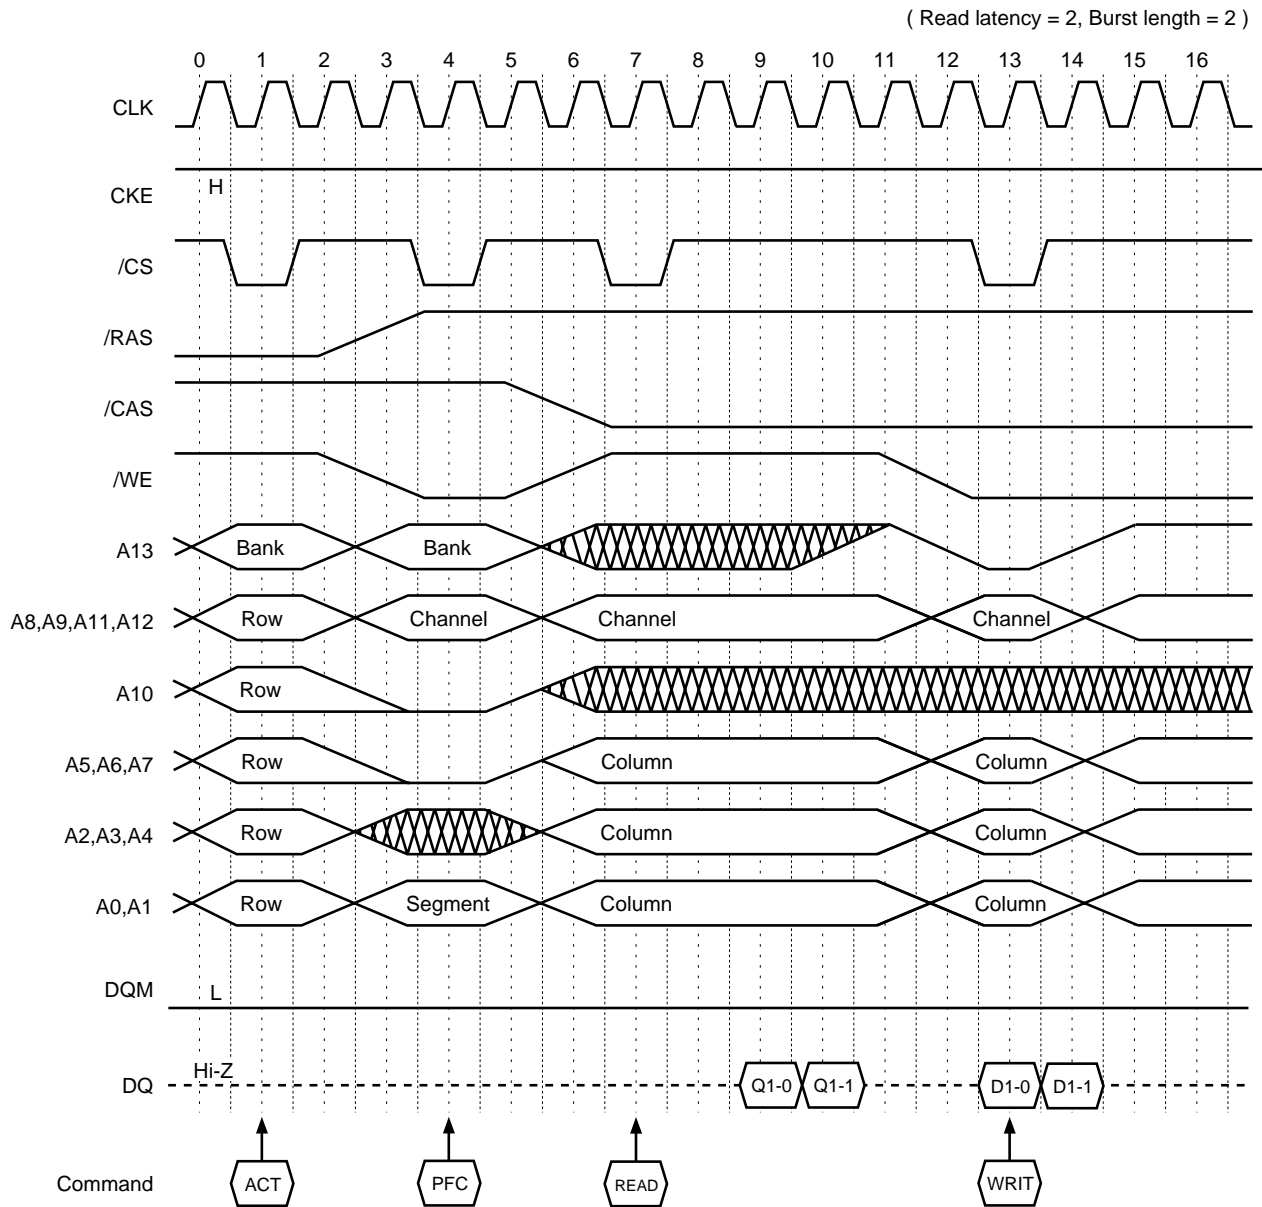 ( Read latency = 2, Burst length = 2 )
0 1 2 3 4 5 6 7 8 9 10 11 12 13 14 15 16
CLK
H
CKE
/CS
/RAS
/CAS
/WE
A13 Bank Bank
A8,A9,A11,A12 Row Channel Channel Channel
A10 Row
A5,A6,A7 Row Column Column
A2,A3,A4 Row Column Column
A0,A1 Row Segment Column Column
DQM L
Hi-Z
DQ Q1-0 Q1-1 D1-0 D1-1
Command ACT PFC READ WRIT